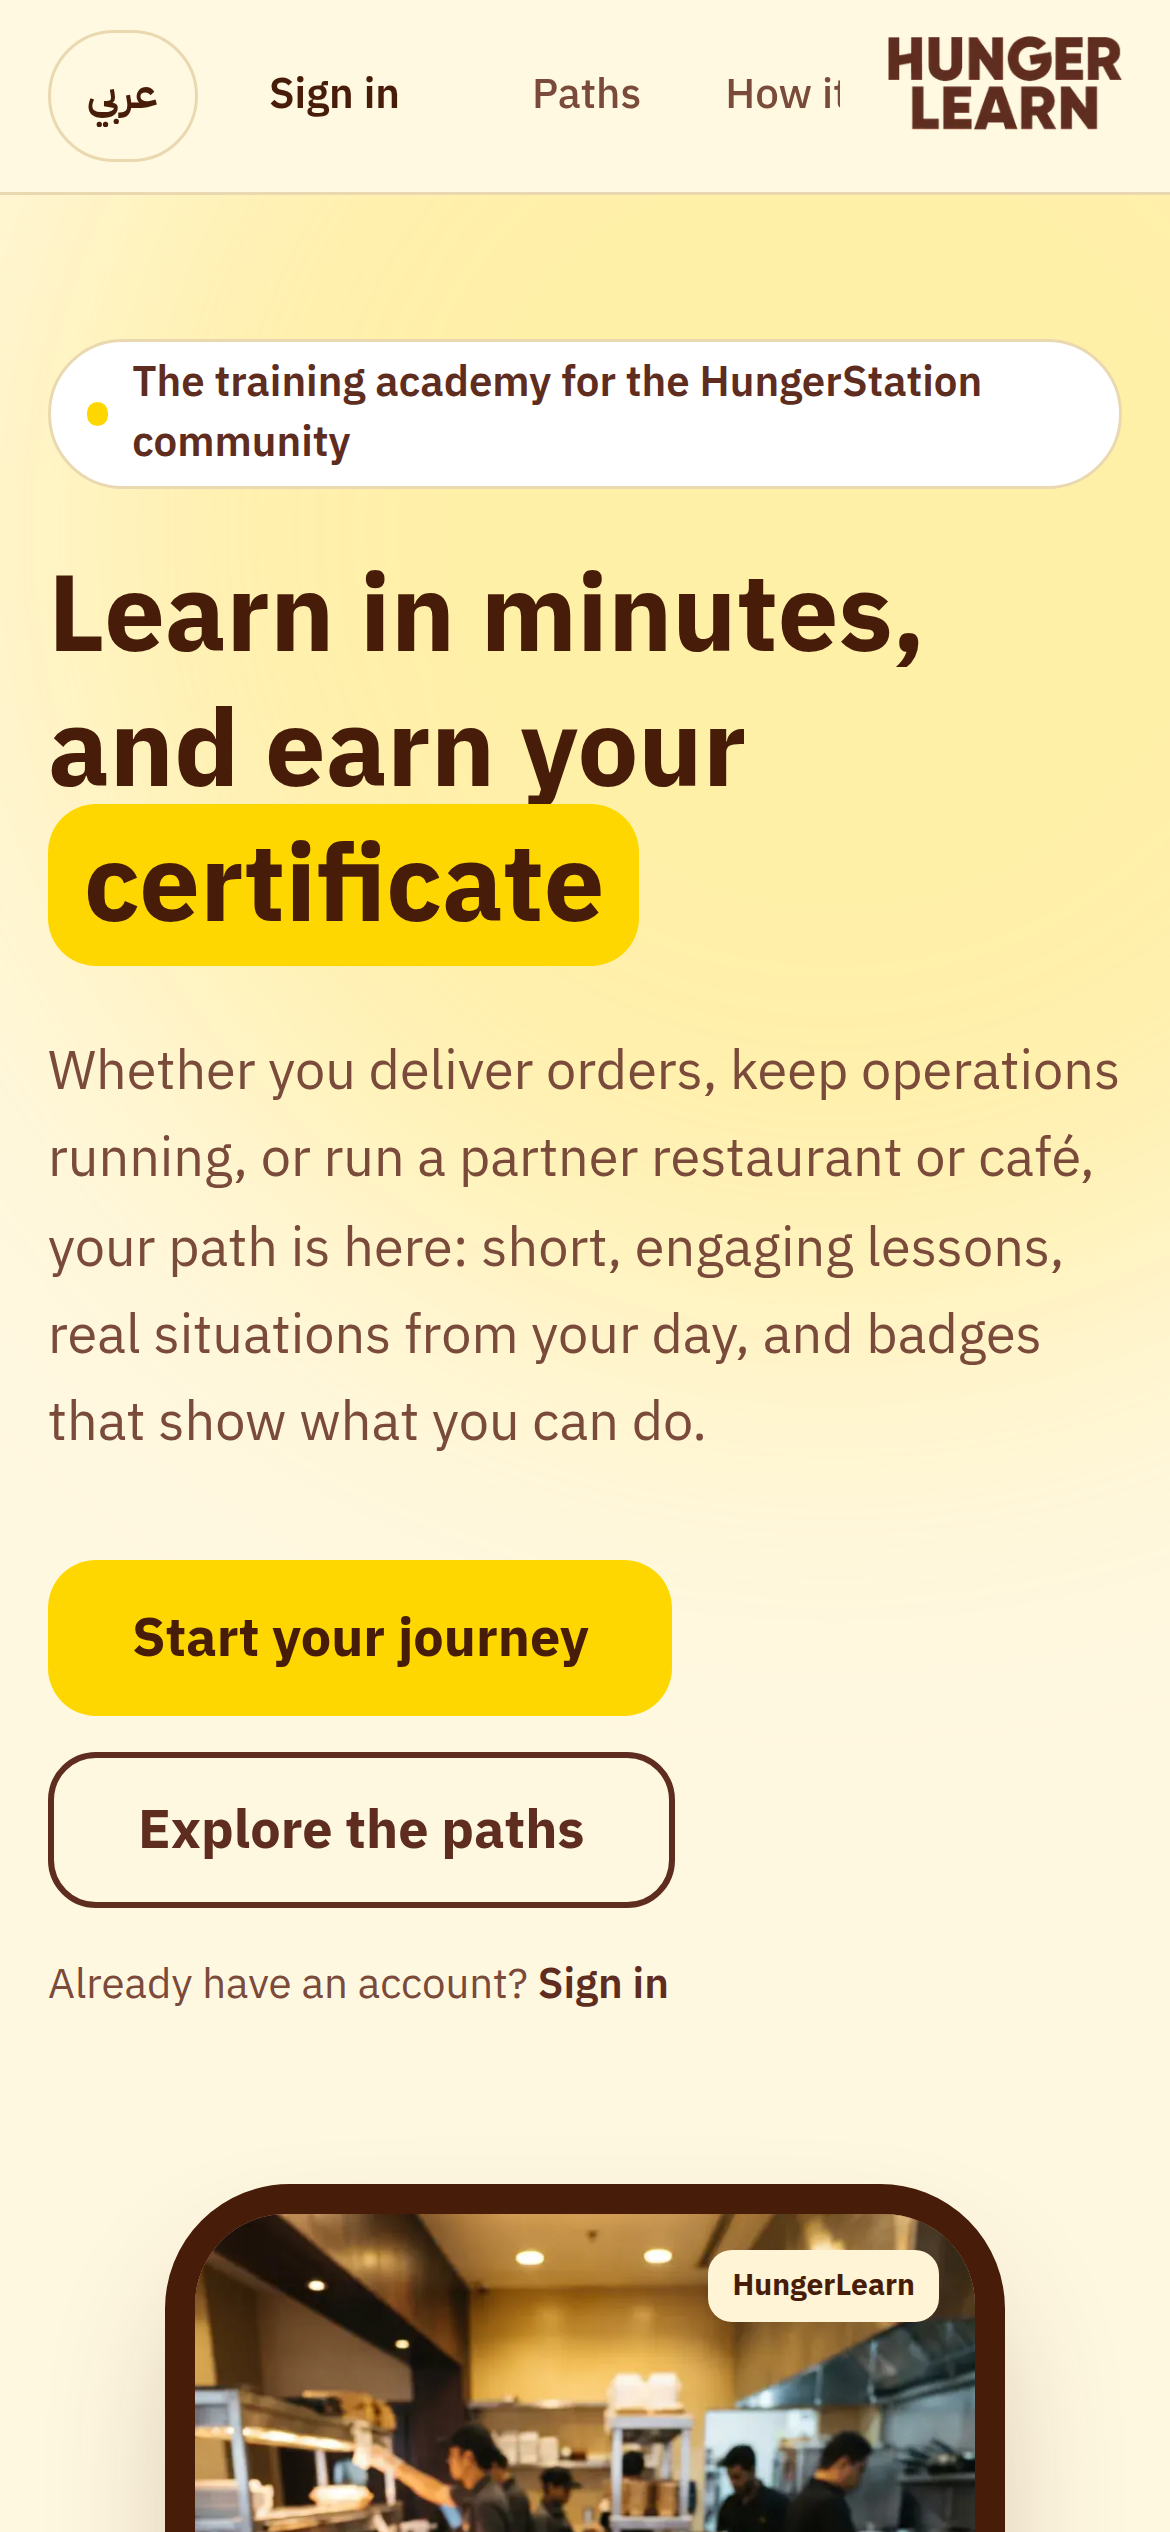 عربي
Sign in
Paths
How it
HUNGER
LEARN
The training academy for the HungerStation
community
Learn in minutes,
and earn your
certificate
Whether you deliver orders, keep operations
running, or run a partner restaurant or café,
your path is here: short, engaging lessons,
real situations from your day, and badges
that show what you can do.
Start your journey
Explore the paths
Already have an account? Sign in
HungerLearn